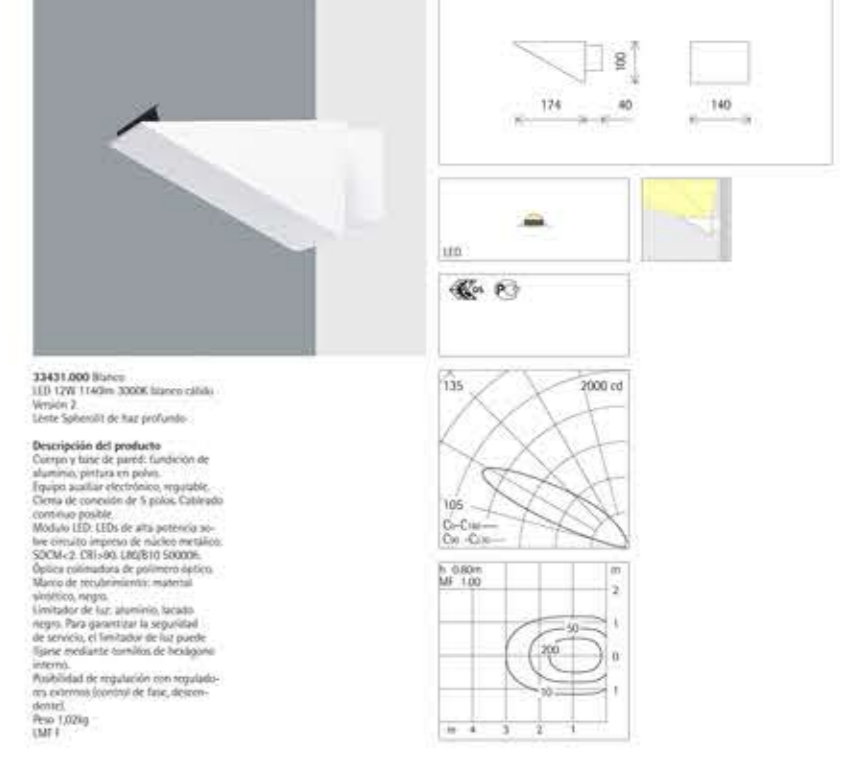 100
174 40 140
LED
33431.000 Blanco
LED 12W 1140lm 3000K blanco cálido
Versión 2
Lente Spherolit de haz profundo
Descripción del producto
Cuerpo y base de pared: fundición de
aluminio, pintura en polvo.
Equipo auxiliar electrónico, regulable.
Clema de conexión de 5 polos. Cableado
continuo posible.
Módulo LED: LEDs de alta potencia so-
bre circuito impreso de núcleo metálico.
SDCM<2. CRI>90. L80/B10 50000h.
Óptica colimadora de polímero óptico.
Marco de recubrimiento: material
sintético, negro.
Limitador de luz: aluminio, lacado
negro. Para garantizar la seguridad
de servicio, el limitador de luz puede
fijarse mediante tornillos de hexágono
interno.
Posibilidad de regulación con regulado-
res externos (control de fase, descen-
dente).
Peso 1,02kg
LMF F
135 2000 cd
105
C0-C180
C90 -C270
h 0.80m m
MF 1.00
2
50 1
200 0
10 1
m 4 3 2 1